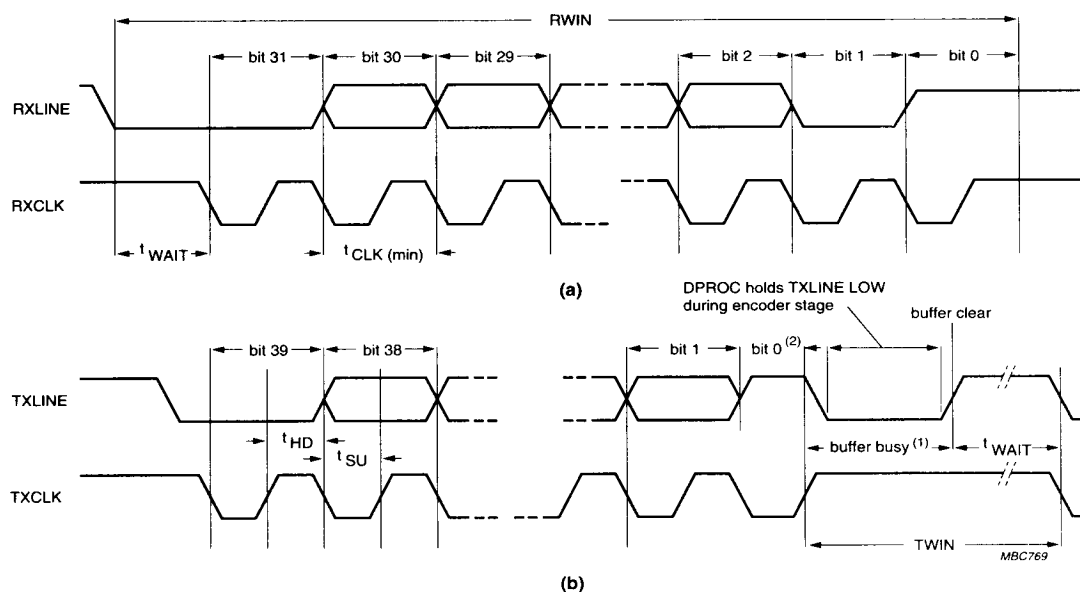 RWIN
bit 31 bit 30 bit 29 bit 2 bit 1 bit 0
RXLINE
RXCLK
t WAIT t CLK (min)
(a)
DPROC holds TXLINE LOW
during encoder stage
buffer clear
bit 39 bit 38 bit 1 bit 0 (2)
TXLINE
t HD
t SU
buffer busy (1) t WAIT
TXCLK
TWIN
MBC769
(b)